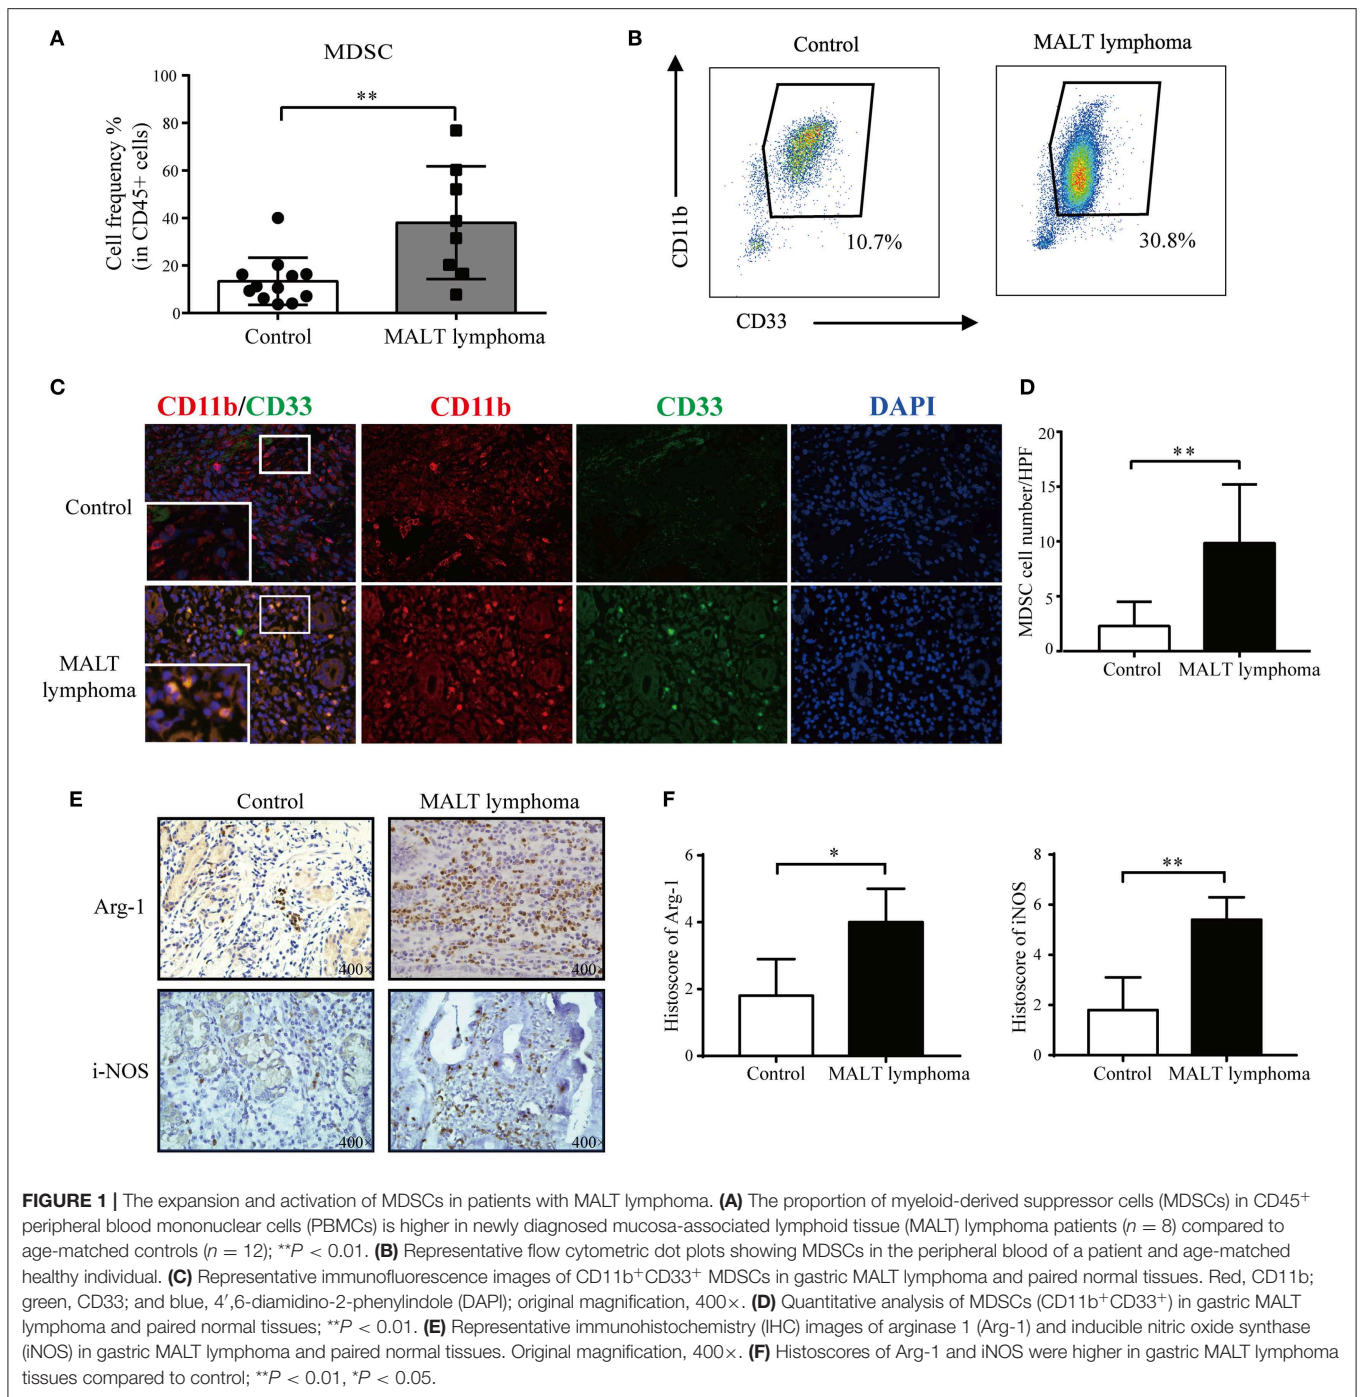 A
MDSC
Cell frequency %
(in CD45+ cells)
100
80
60
40
20
0
**
Control
MALT lymphoma
B
Control
MALT lymphoma
CD11b
10.7%
30.8%
CD33
C
CD11b/CD33
CD11b
CD33
DAPI
Control
MALT
lymphoma
D
MDSC cell number/HPF
20
15
10
5
0
**
Control
MALT lymphoma
E
Control
MALT lymphoma
Arg-1
400×
400×
i-NOS
400×
400×
F
Histoscore of Arg-1
6
4
2
0
*
Control
MALT lymphoma
Histoscore of iNOS
8
6
4
2
0
**
Control
MALT lymphoma
FIGURE 1 | The expansion and activation of MDSCs in patients with MALT lymphoma. (A) The proportion of myeloid-derived suppressor cells (MDSCs) in CD45⁺
peripheral blood mononuclear cells (PBMCs) is higher in newly diagnosed mucosa-associated lymphoid tissue (MALT) lymphoma patients (n = 8) compared to
age-matched controls (n = 12); **P < 0.01. (B) Representative flow cytometric dot plots showing MDSCs in the peripheral blood of a patient and age-matched
healthy individual. (C) Representative immunofluorescence images of CD11b⁺CD33⁺ MDSCs in gastric MALT lymphoma and paired normal tissues. Red, CD11b;
green, CD33; and blue, 4′,6-diamidino-2-phenylindole (DAPI); original magnification, 400×. (D) Quantitative analysis of MDSCs (CD11b⁺CD33⁺) in gastric MALT
lymphoma and paired normal tissues; **P < 0.01. (E) Representative immunohistochemistry (IHC) images of arginase 1 (Arg-1) and inducible nitric oxide synthase
(iNOS) in gastric MALT lymphoma and paired normal tissues. Original magnification, 400×. (F) Histoscores of Arg-1 and iNOS were higher in gastric MALT lymphoma
tissues compared to control; **P < 0.01, *P < 0.05.